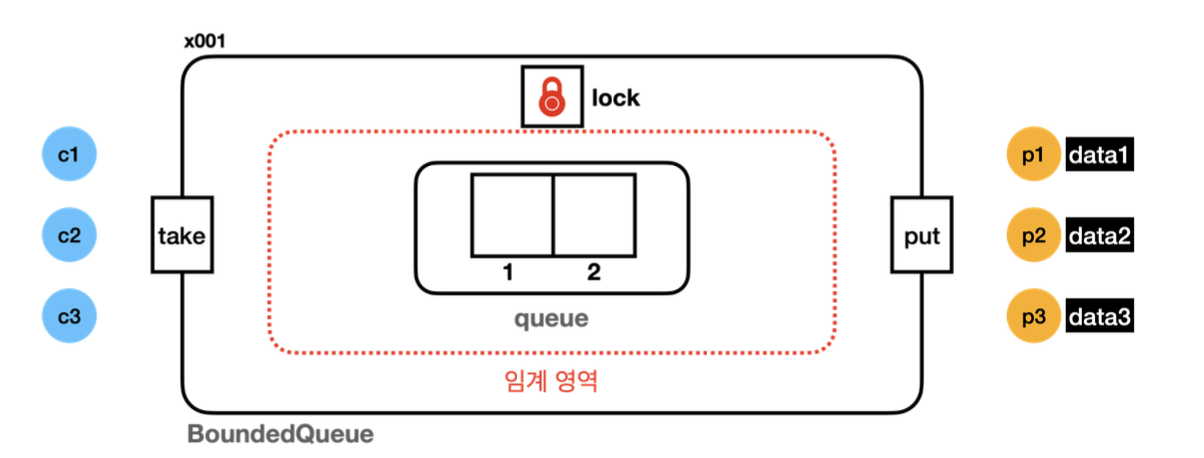 x001
lock
c1
p1 data1
c2
take
put
p2 data2
1 2
c3
queue
p3 data3
임계 영역
BoundedQueue